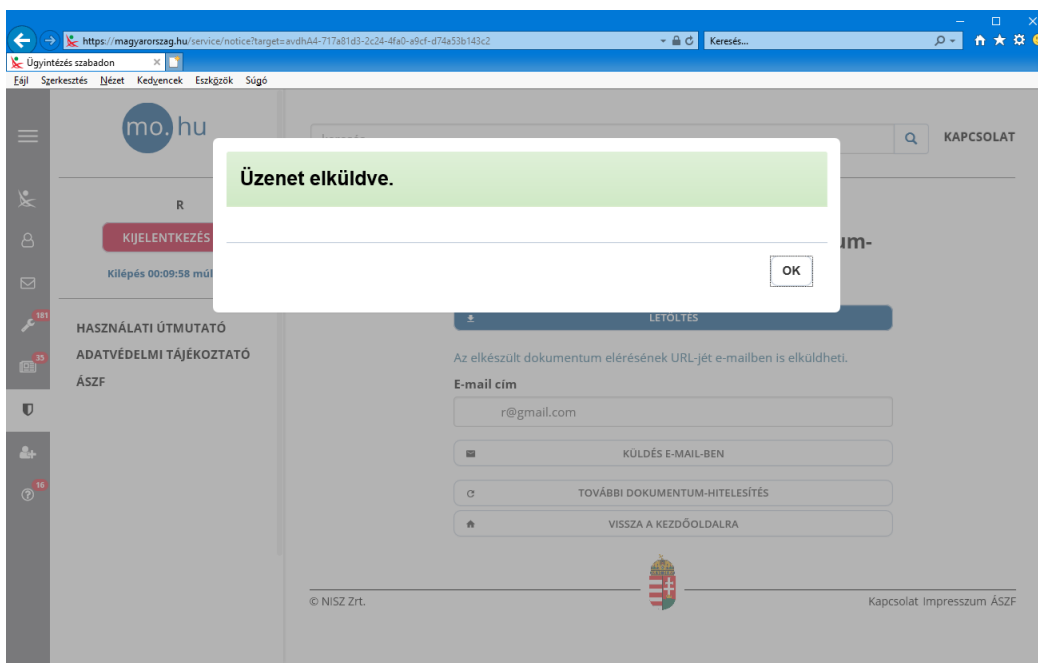 https://magyarorszag.hu/service/notice?target=avdhA4-717a81d3-2c24-4fa0-a9cf-d74a53b143c2
Keresés...
Ügyintézés szabadon
Fájl Szerkesztés Nézet Kedvencek Eszközök Súgó
mo.hu
KAPCSOLAT
Üzenet elküldve.
OK
R
KIJELENTKEZÉS
Kilépés 00:09:58
um-
181
35
16
HASZNÁLATI ÚTMUTATÓ
ADATVÉDELMI TÁJÉKOZTATÓ
ÁSZF
LETÖLTÉS
Az elkészült dokumentum elérésének URL-jét e-mailben is elküldheti.
E-mail cím
r@gmail.com
KÜLDÉS E-MAIL-BEN
TOVÁBBI DOKUMENTUM-HITELESÍTÉS
VISSZA A KEZDŐOLDALRA
© NISZ Zrt.
Kapcsolat Impresszum ÁSZF